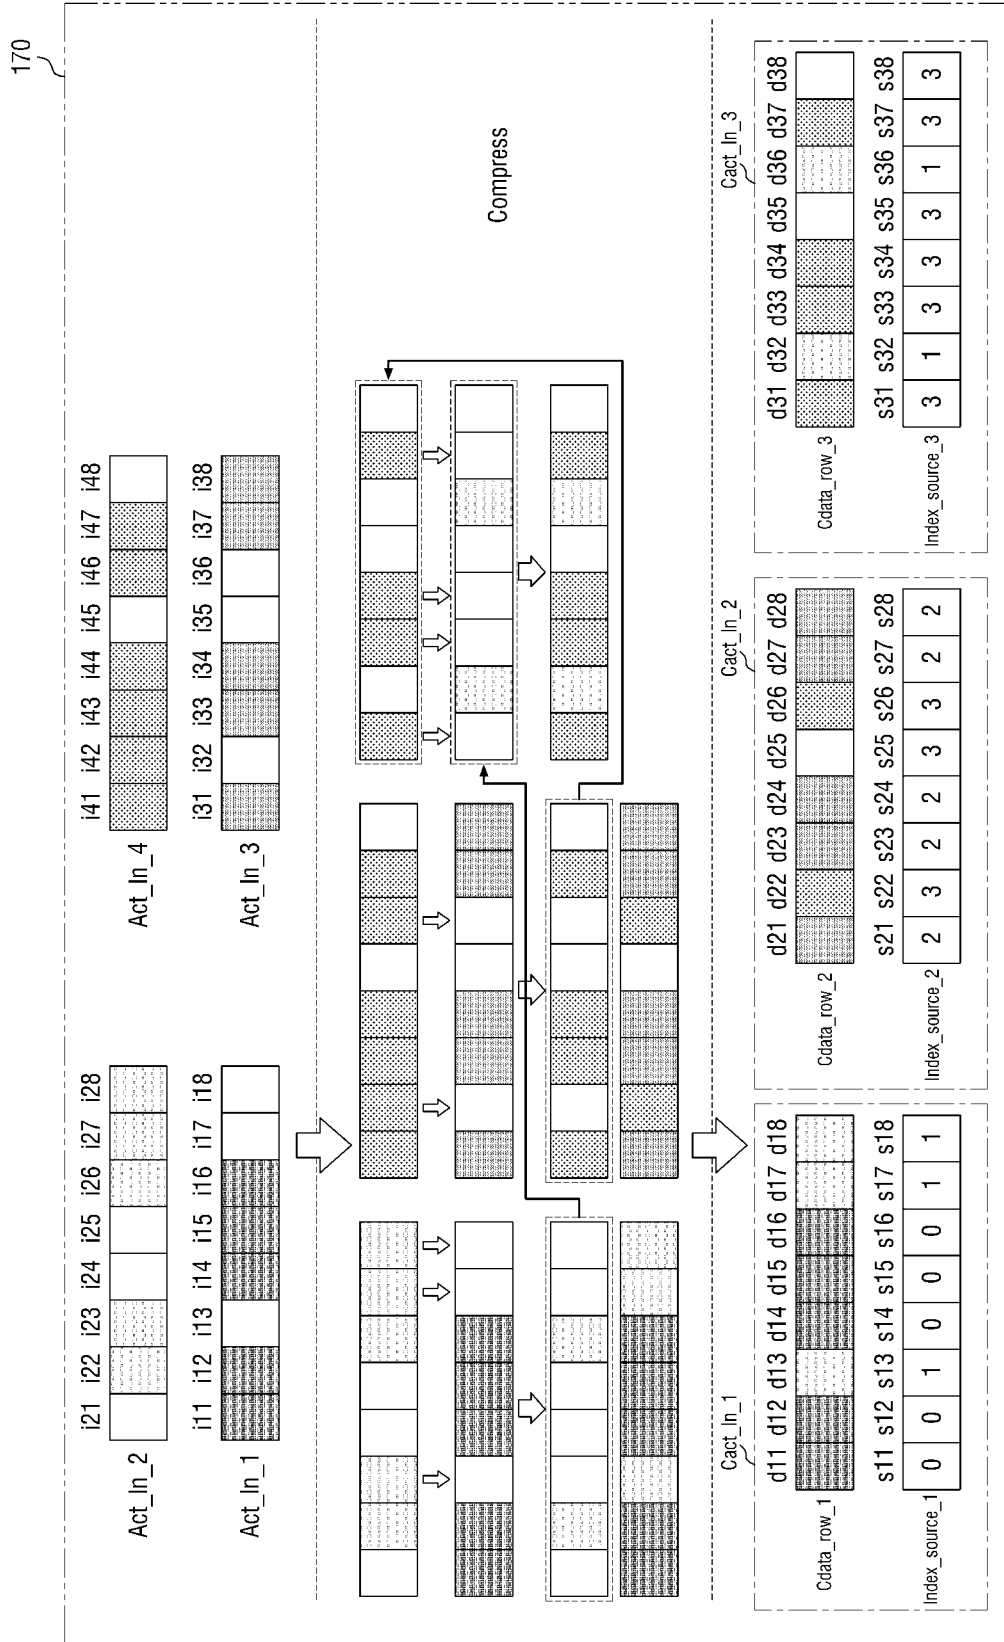 170
i21 i22 i23 i24 i25 i26 i27 i28
Act_In_2
i11 i12 i13 i14 i15 i16 i17 i18
Act_In_1
i41 i42 i43 i44 i45 i46 i47 i48
Act_In_4
i31 i32 i33 i34 i35 i36 i37 i38
Act_In_3
Compress
Cact_In_1
d11 d12 d13 d14 d15 d16 d17 d18
Cdata_row_1
s11 s12 s13 s14 s15 s16 s17 s18
Index_source_1 0 0 1 0 0 0 1 1
Cact_In_2
d21 d22 d23 d24 d25 d26 d27 d28
Cdata_row_2
s21 s22 s23 s24 s25 s26 s27 s28
Index_source_2 2 3 2 2 3 3 2 2
Cact_In_3
d31 d32 d33 d34 d35 d36 d37 d38
Cdata_row_3
s31 s32 s33 s34 s35 s36 s37 s38
Index_source_3 3 1 3 3 3 1 3 3